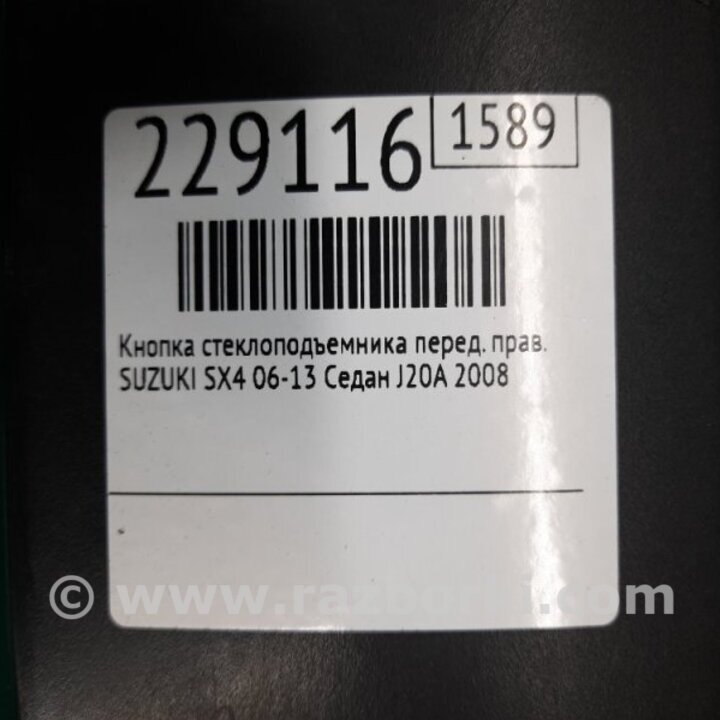 229116 1589
Кнопка стеклоподъемника перед. прав.
SUZUKI SX4 06-13 Седан J20A 2008